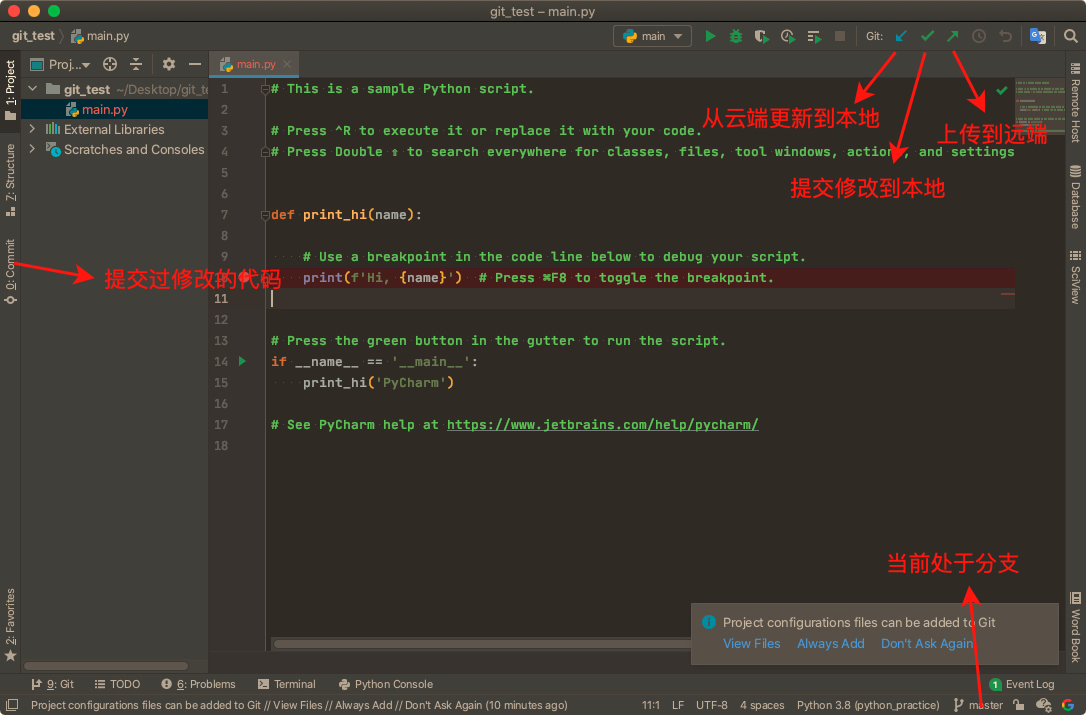 git_test – main.py
git_test main.py
main
Git:
1: Project
Z: Structure
0: Commit
2: Favorites
Proj...
git_test ~/Desktop/git_te
main.py
External Libraries
Scratches and Consoles
main.py
1 # This is a sample Python script.
2
3 # Press ^R to execute it or replace it with your code.
4 # Press Double ⇧ to search everywhere for classes, files, tool windows, actions, and settings
5
6
7 def print_hi(name):
8
9 # Use a breakpoint in the code line below to debug your script.
print(f'Hi, {name}') # Press ⌘F8 to toggle the breakpoint.
11
12
13 # Press the green button in the gutter to run the script.
14 if __name__ == '__main__':
15 print_hi('PyCharm')
16
17 # See PyCharm help at https://www.jetbrains.com/help/pycharm/
18
从云端更新到本地
上传到远端
提交修改到本地
提交过修改的代码
当前处于分支
Remote Host
Database
SciView
Word Book
Project configurations files can be added to Git
View Files Always Add Don't Ask Again
9: Git
TODO
6: Problems
Terminal
Python Console
1 Event Log
Project configurations files can be added to Git // View Files // Always Add // Don't Ask Again (10 minutes ago)
11:1 LF UTF-8 4 spaces Python 3.8 (python_practice) master